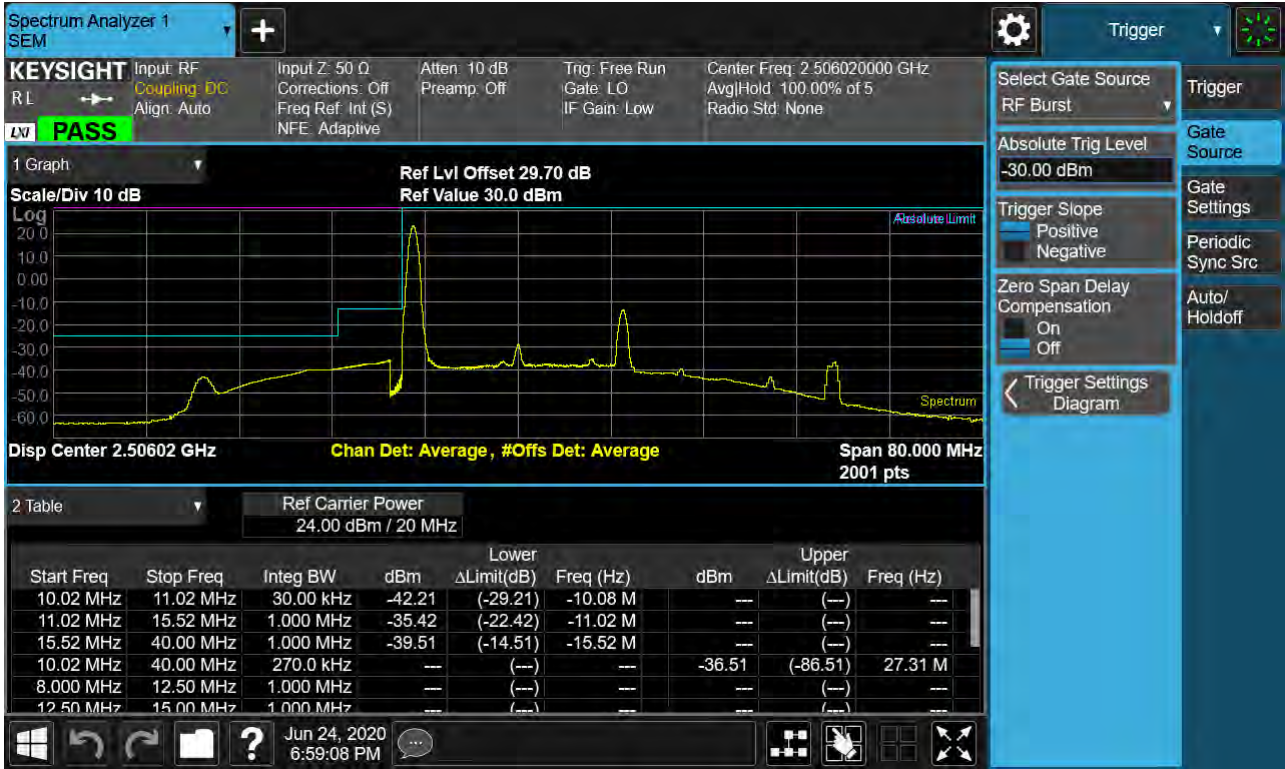 Spectrum Analyzer 1
SEM
Trigger
KEYSIGHT
R L
LXI
PASS
Input: RF
Coupling: DC
Align: Auto
Input Z: 50 Ω
Corrections: Off
Freq Ref: Int (S)
NFE: Adaptive
Atten: 10 dB
Preamp: Off
Trig: Free Run
Gate: LO
IF Gain: Low
Center Freq: 2.506020000 GHz
Avg|Hold: 100.00% of 5
Radio Std: None
1 Graph
Scale/Div 10 dB
Ref Lvl Offset 29.70 dB
Ref Value 30.0 dBm
Log
20.0
10.0
0.00
-10.0
-20.0
-30.0
-40.0
-50.0
-60.0
Absolute Limit
Spectrum
Disp Center 2.50602 GHz
Chan Det: Average, #Offs Det: Average
Span 80.000 MHz
2001 pts
2 Table
Ref Carrier Power
24.00 dBm / 20 MHz
Lower Upper
Start Freq Stop Freq Integ BW dBm ΔLimit(dB) Freq (Hz) dBm ΔLimit(dB) Freq (Hz)
10.02 MHz 11.02 MHz 30.00 kHz -42.21 (-29.21) -10.08 M --- (---) ---
11.02 MHz 15.52 MHz 1.000 MHz -35.42 (-22.42) -11.02 M --- (---) ---
15.52 MHz 40.00 MHz 1.000 MHz -39.51 (-14.51) -15.52 M --- (---) ---
10.02 MHz 40.00 MHz 270.0 kHz --- (---) --- -36.51 (-86.51) 27.31 M
8.000 MHz 12.50 MHz 1.000 MHz --- (---) --- --- (---) ---
12.50 MHz 15.00 MHz 1.000 MHz --- (---) --- --- (---) ---
Select Gate Source
RF Burst
Absolute Trig Level
-30.00 dBm
Trigger Slope
Positive
Negative
Zero Span Delay
Compensation
On
Off
Trigger Settings
Diagram
Trigger
Gate
Source
Gate
Settings
Periodic
Sync Src
Auto/
Holdoff
?
Jun 24, 2020
6:59:08 PM